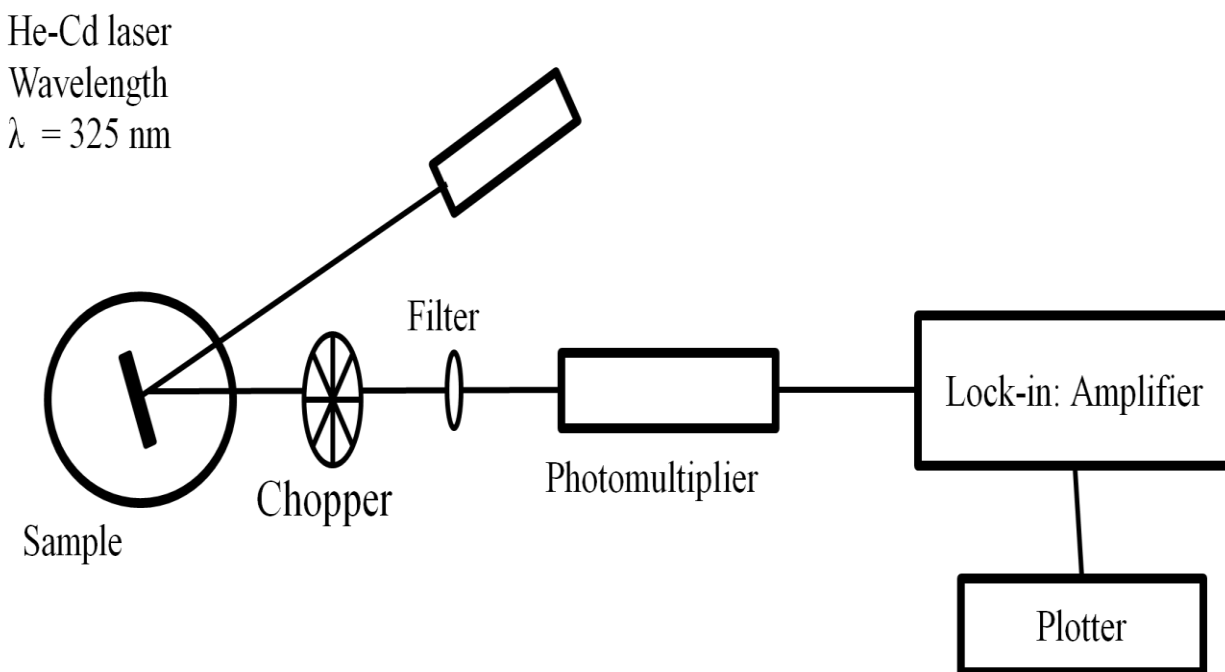 He-Cd laser
Wavelength
λ = 325 nm
Filter
Lock-in: Amplifier
Photomultiplier
Chopper
Sample
Plotter